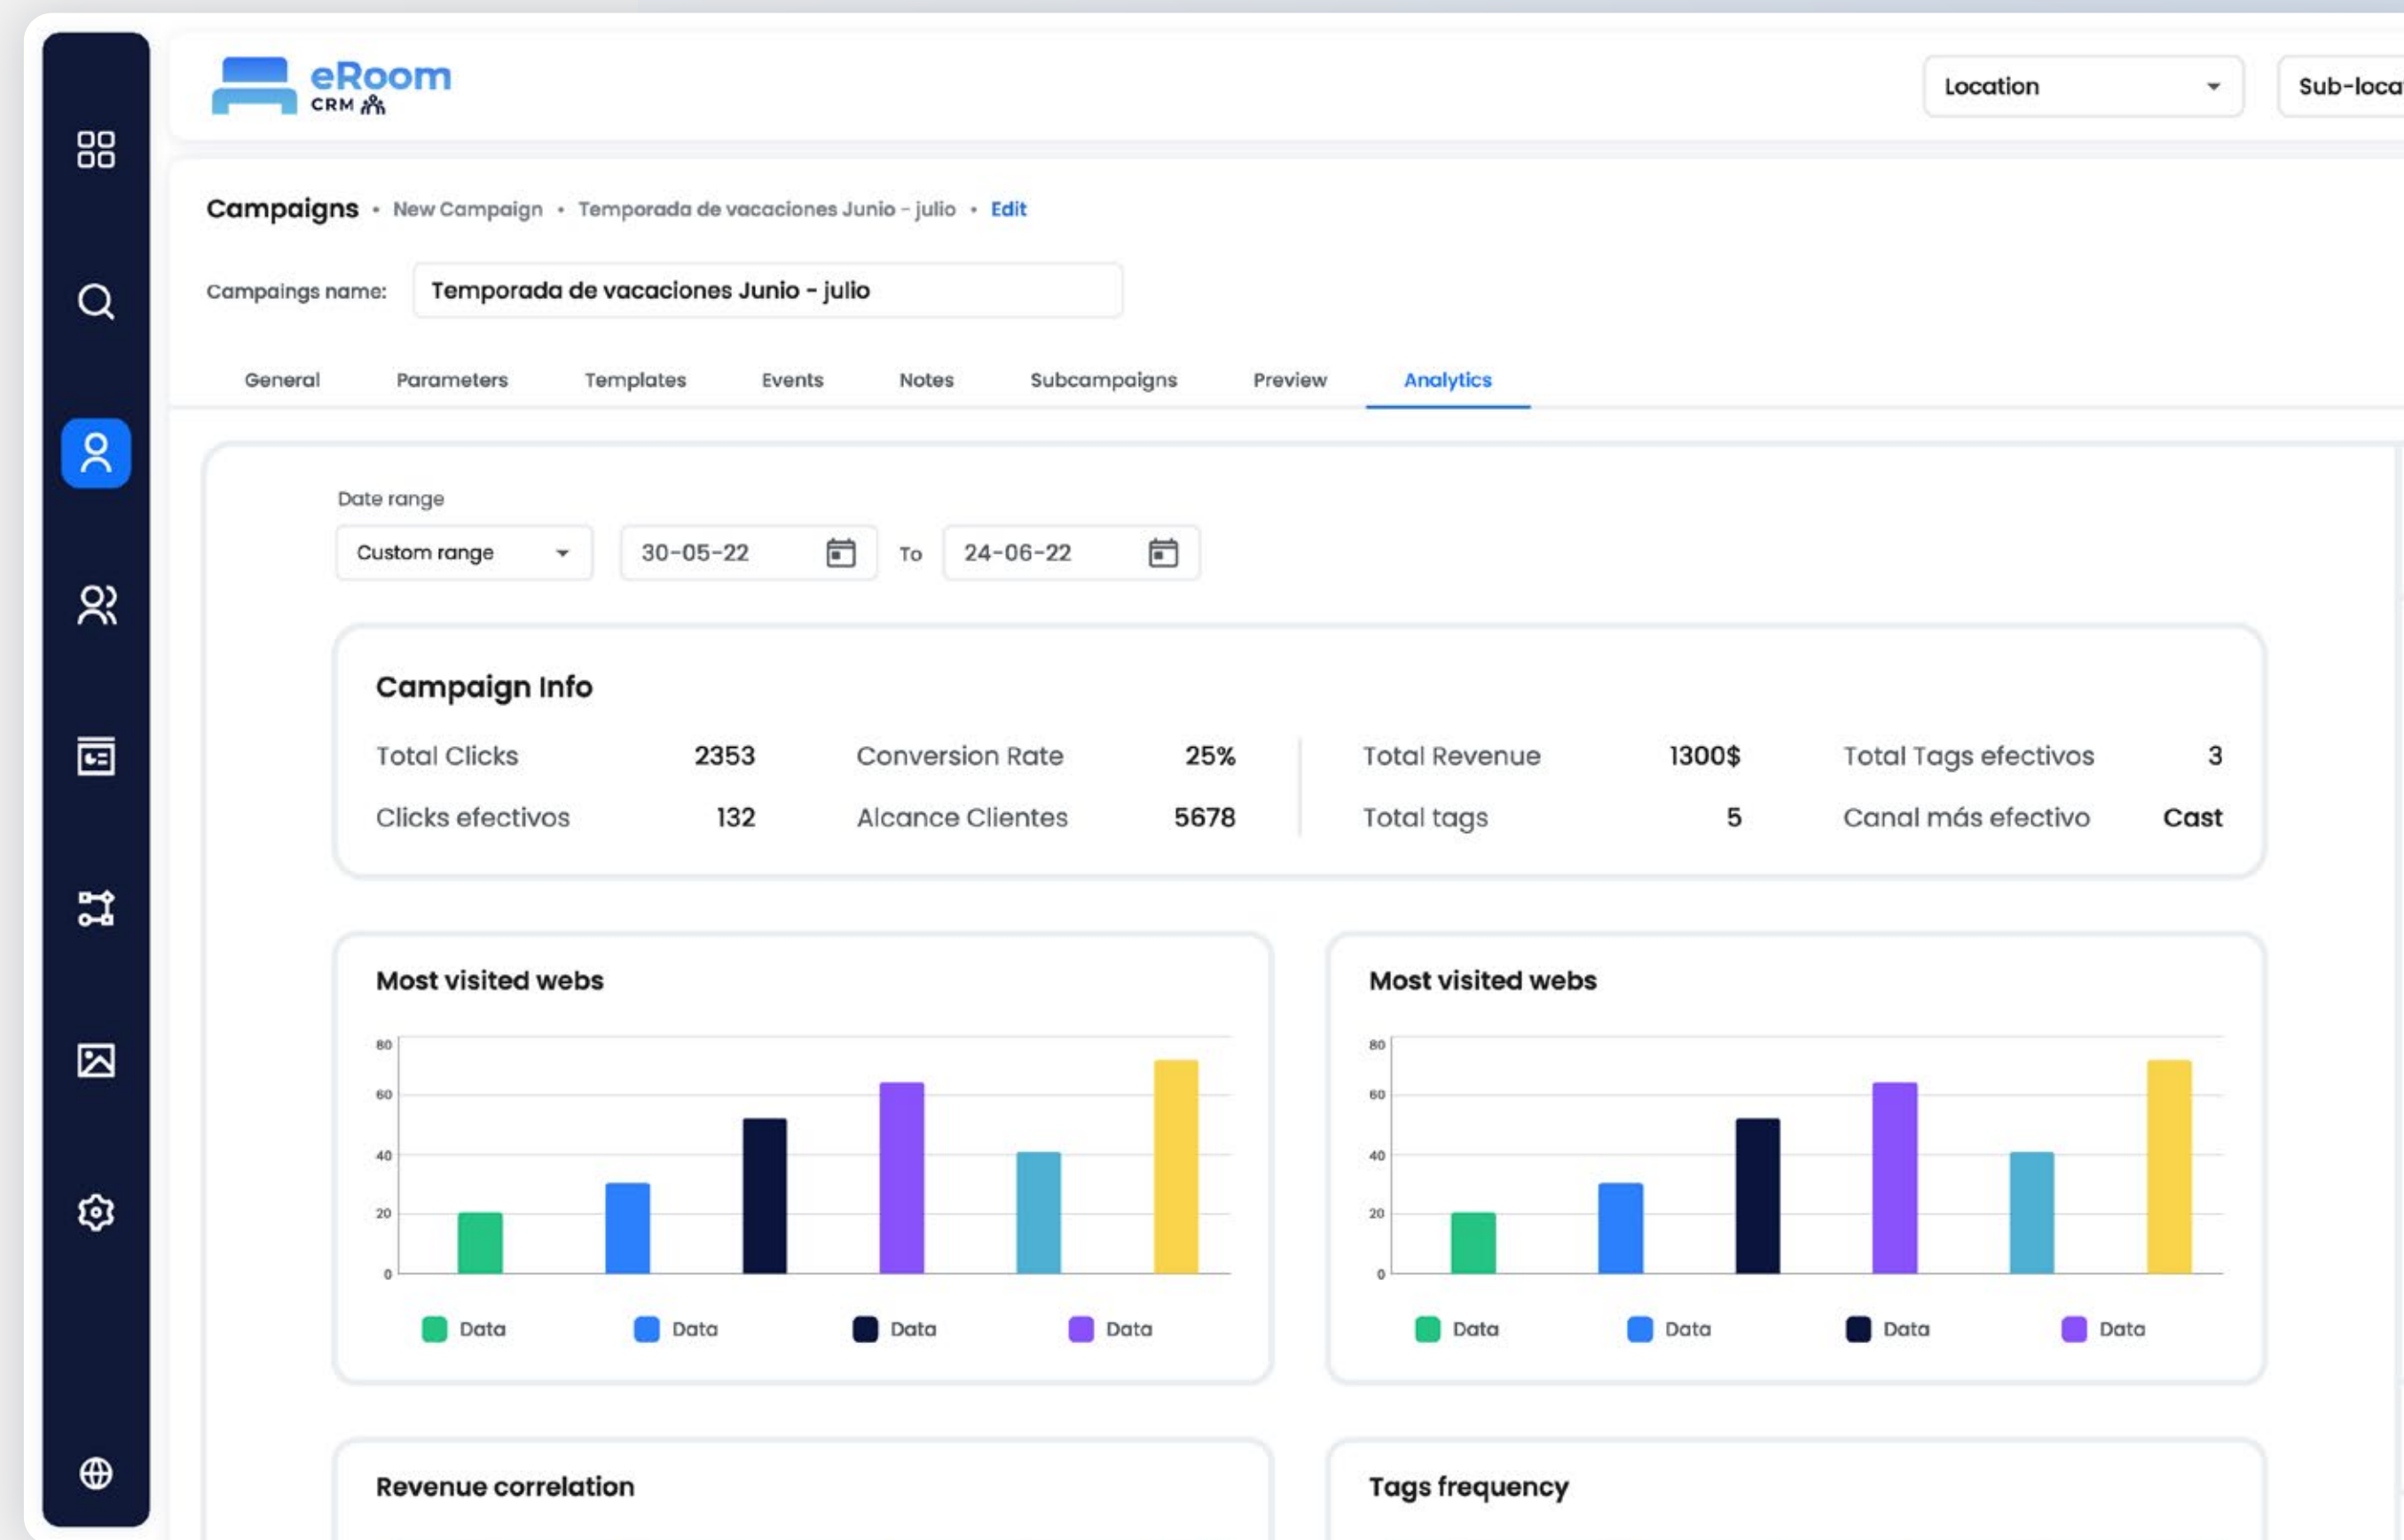 eRoom
CRM
Location
Sub-loca
Campaigns • New Campaign • Temporada de vacaciones Junio - julio • Edit
Campaings name: Temporada de vacaciones Junio - julio
General Parameters Templates Events Notes Subcampaigns Preview Analytics
Date range
Custom range 30-05-22 To 24-06-22
Campaign Info
Total Clicks 2353 Conversion Rate 25% Total Revenue 1300$ Total Tags efectivos 3
Clicks efectivos 132 Alcance Clientes 5678 Total tags 5 Canal más efectivo Cast
Most visited webs
80
60
40
20
0
Data Data Data Data
Most visited webs
80
60
40
20
0
Data Data Data Data
Revenue correlation
Tags frequency